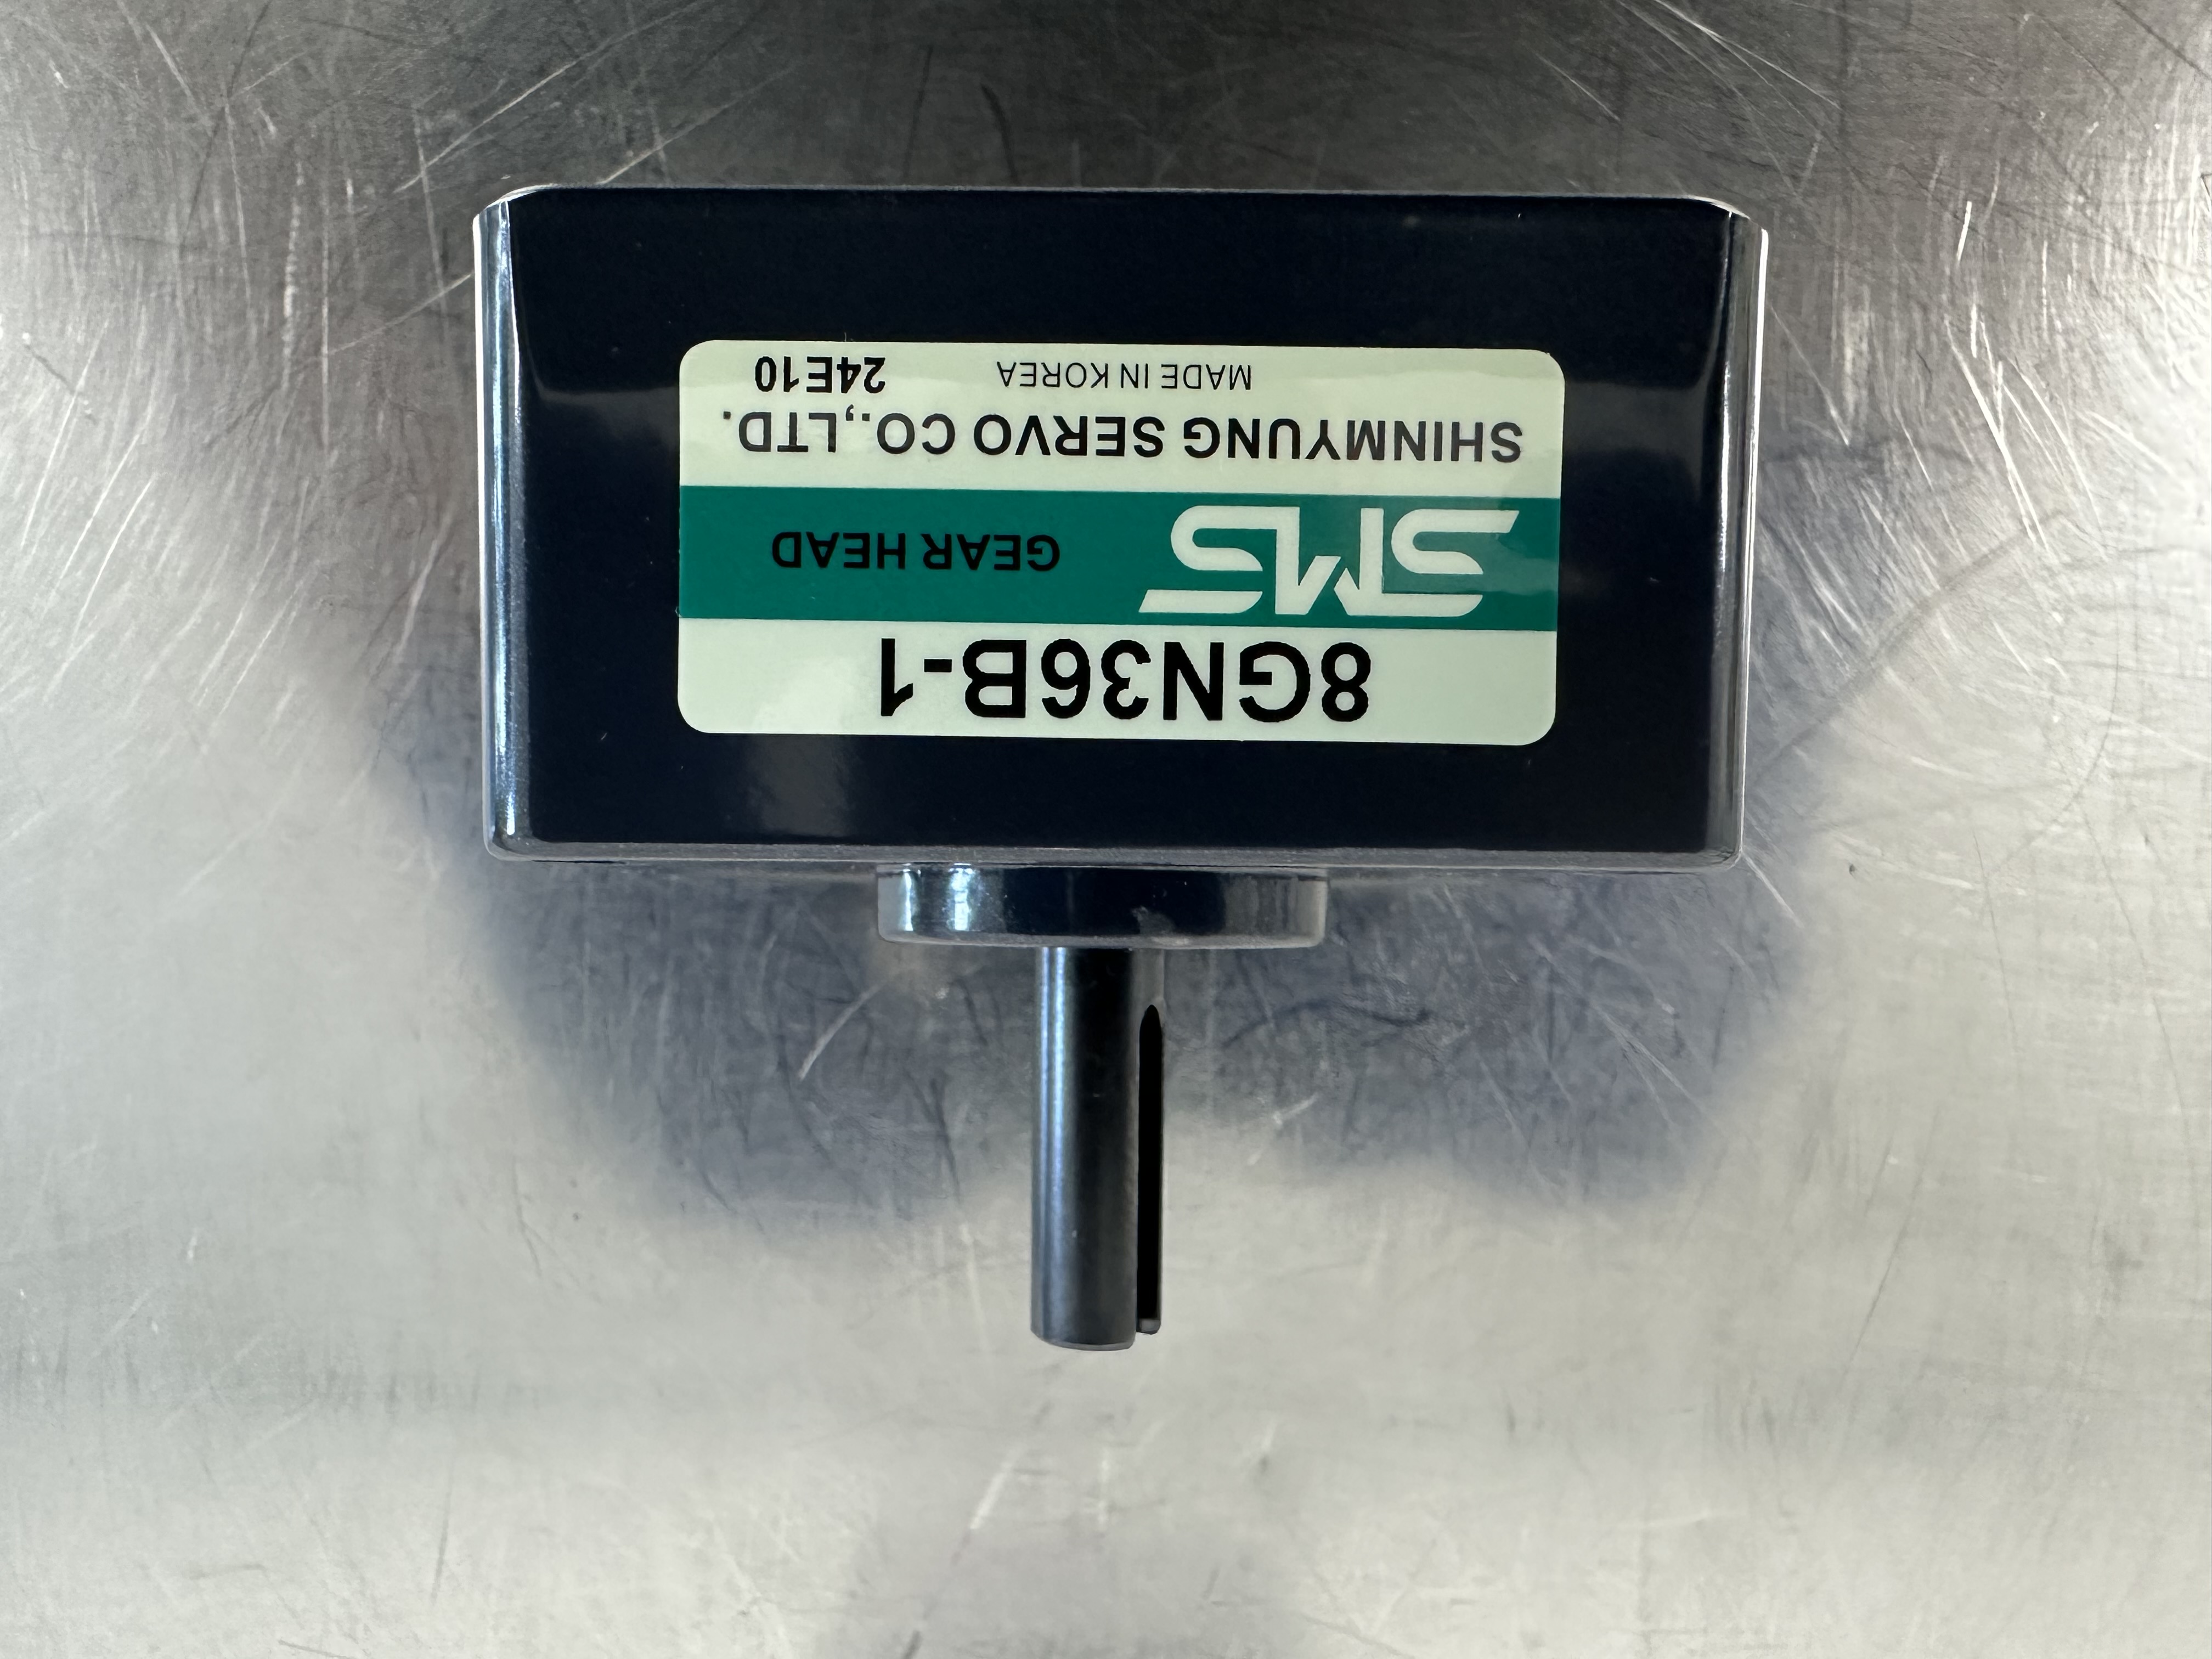 8GN36B-1
SMS GEAR HEAD
SHINMYUNG SERVO CO.,LTD.
MADE IN KOREA 24E10